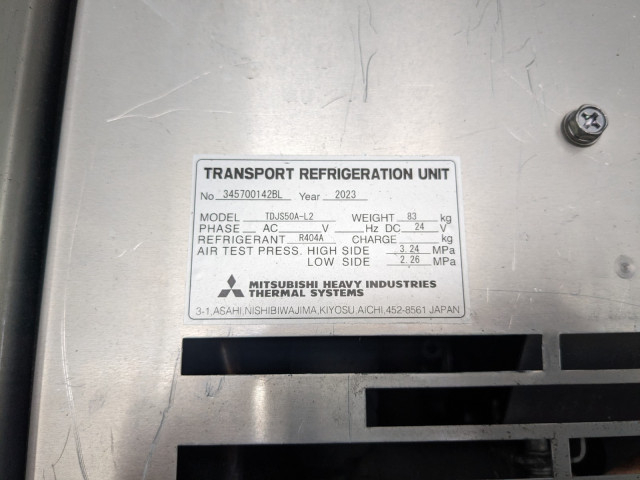 TRANSPORT REFRIGERATION UNIT
No 345700142BL Year 2023
MODEL TDJS50A-L2 WEIGHT 83 kg
PHASE AC V Hz DC 24 V
REFRIGERANT R404A CHARGE kg
AIR TEST PRESS. HIGH SIDE 3.24 MPa
LOW SIDE 2.26 MPa
MITSUBISHI HEAVY INDUSTRIES
THERMAL SYSTEMS
3-1,ASAHI,NISHIBIWAJIMA,KIYOSU,AICHI,452-8561 JAPAN